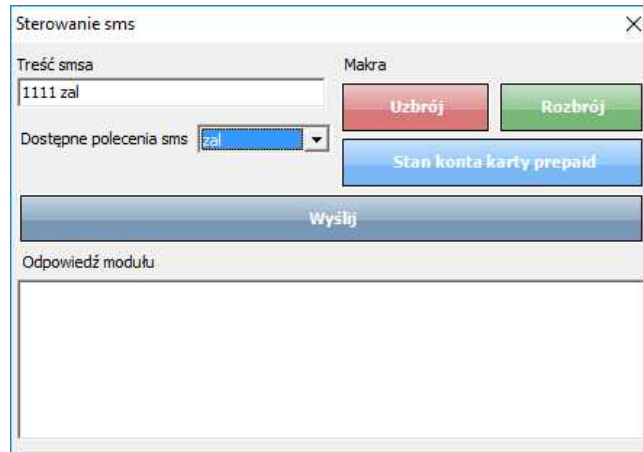 Sterowanie sms
Treść smsa
1111 zal
Dostępne polecenia sms zal
Makra
Uzbrój Rozbrój
Stan konta karty prepaid
Wyślij
Odpowiedź modułu